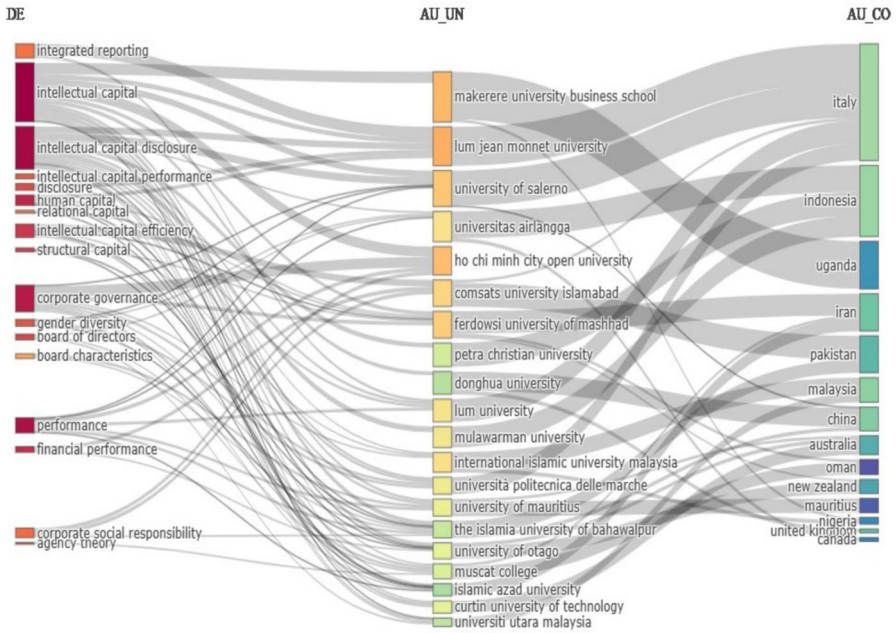 DE
AU_UN
AU_CO
integrated reporting
intellectual capital
intellectual capital disclosure
intellectual capital performance
disclosure
human capital
relational capital
intellectual capital efficiency
structural capital
corporate governance
gender diversity
board of directors
board characteristics
performance
financial performance
corporate social responsibility
agency theory
makerere university business school
lum jean monnet university
university of salerno
universitas airlangga
ho chi minh city open university
comsats university islamabad
ferdowsi university of mashhad
petra christian university
donghua university
lum university
mulawarman university
international islamic university malaysia
università politecnica delle marche
university of mauritius
the islamia university of bahawalpur
university of otago
muscat college
islamic azad university
curtin university of technology
universiti utara malaysia
italy
indonesia
uganda
iran
pakistan
malaysia
china
australia
oman
new zealand
mauritius
nigeria
united kingdom
canada